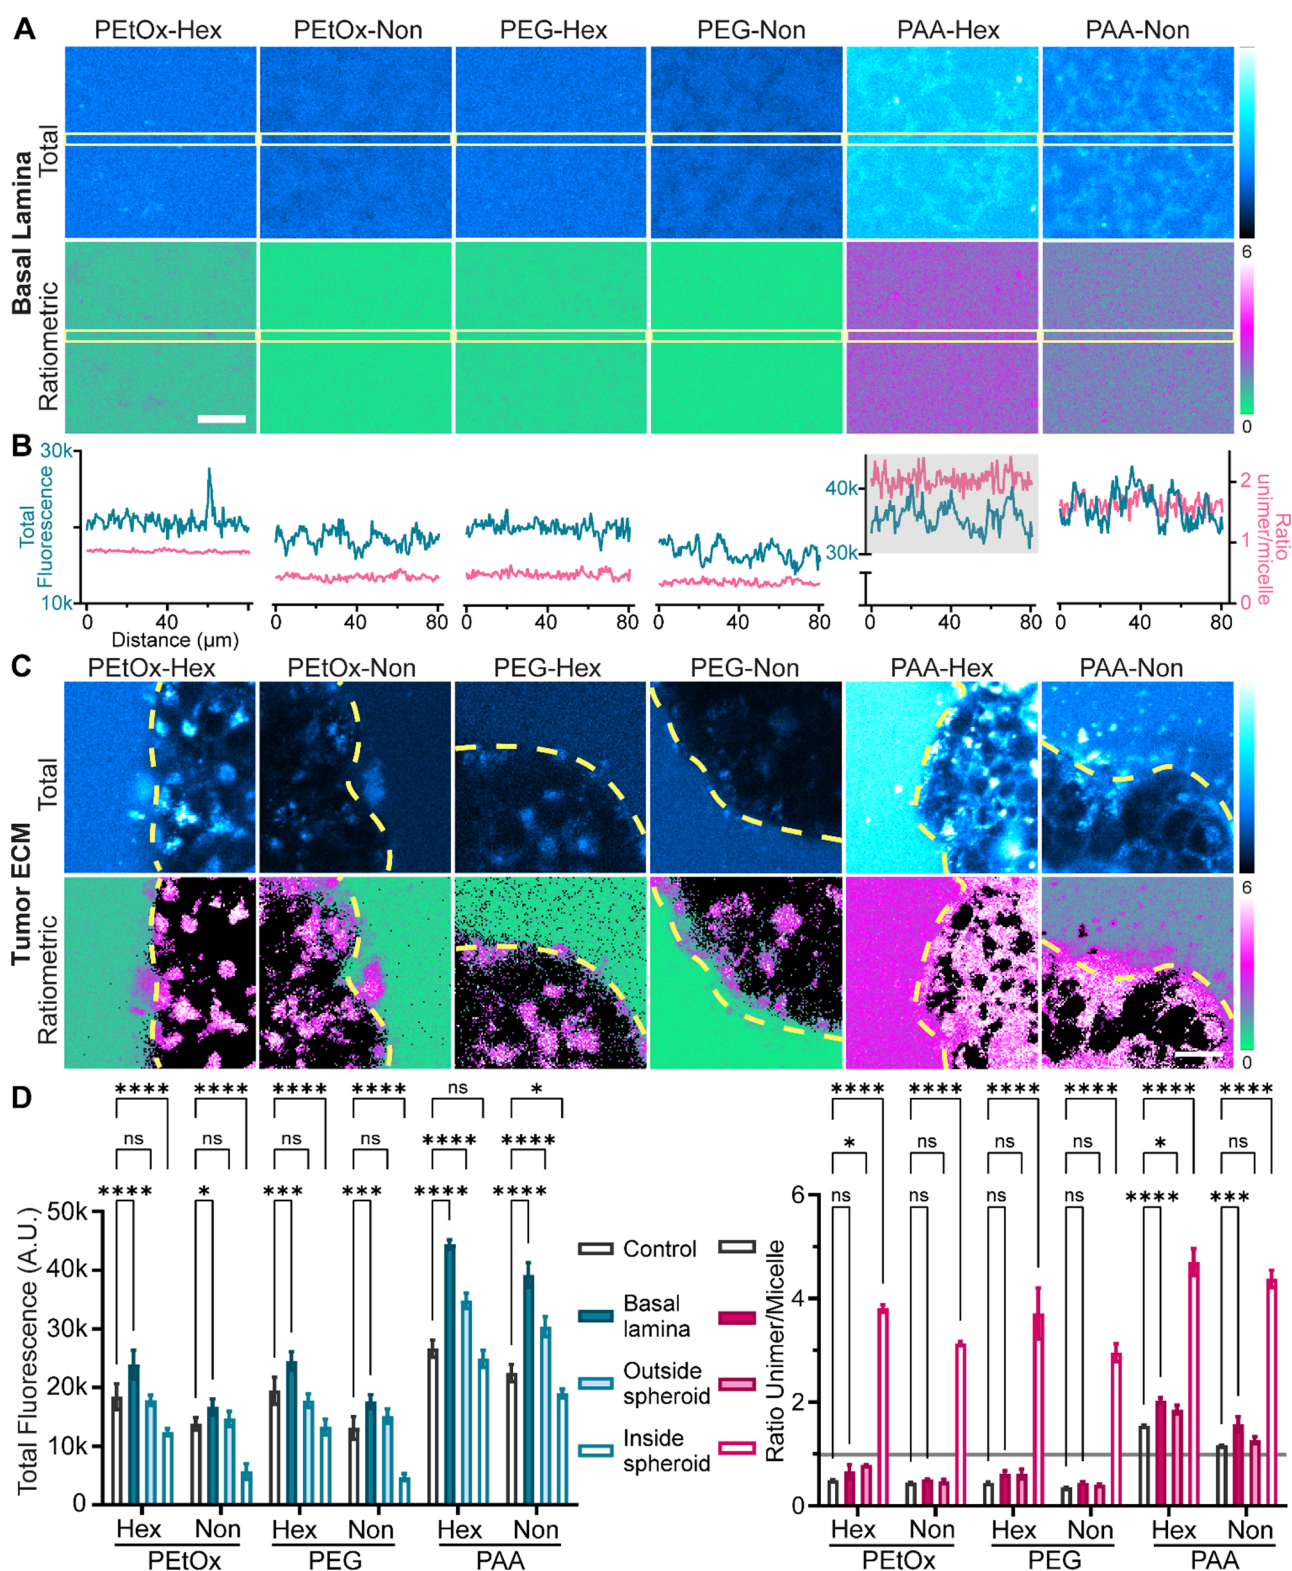 A PEtOx-Hex PEtOx-Non PEG-Hex PEG-Non PAA-Hex PAA-Non
Basal Lamina
Total
Ratiometric
6
0
B
30k
10k
Total
Fluorescence
40k
30k
2
1
0
Ratio
unimer/micelle
0 40 80 0 40 80 0 40 80 0 40 80 0 40 80 0 40 80
Distance (µm)
C PEtOx-Hex PEtOx-Non PEG-Hex PEG-Non PAA-Hex PAA-Non
Tumor ECM
Total
Ratiometric
6
0
D
**** **** **** **** ns *
ns ns ns ns **** ****
**** * *** *** **** ****
Total Fluorescence (A.U.)
50k
40k
30k
20k
10k
0
Hex Non Hex Non Hex Non
PEtOx PEG PAA
Control
Basal
lamina
Outside
spheroid
Inside
spheroid
**** **** **** **** **** ****
* ns ns ns * ns
ns ns ns ns **** ***
Ratio Unimer/Micelle
6
4
2
0
Hex Non Hex Non Hex Non
PEtOx PEG PAA